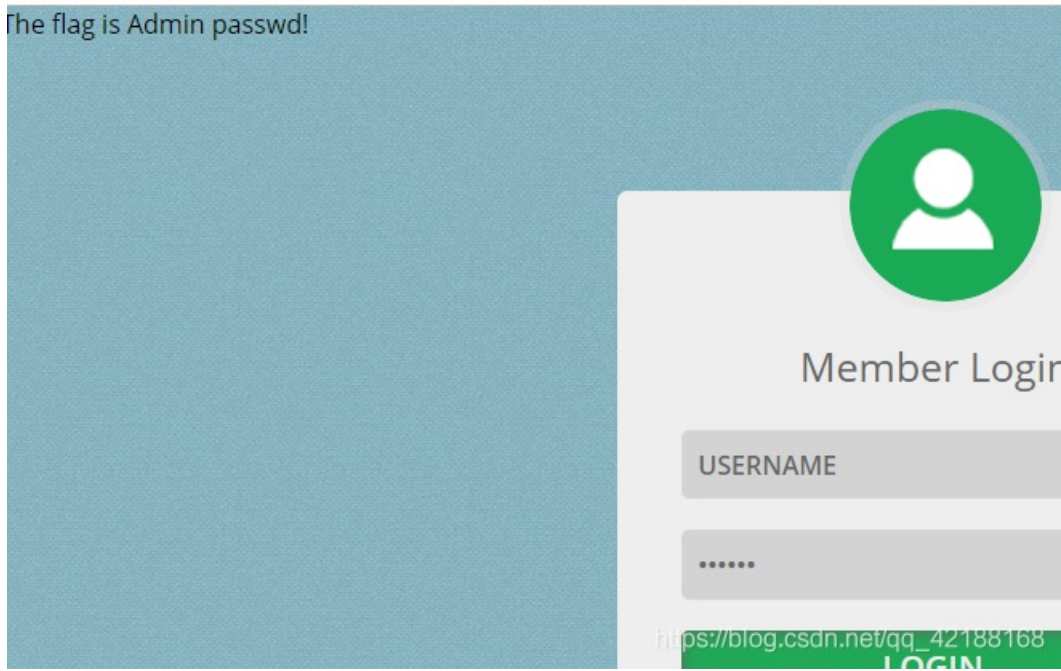 The flag is Admin passwd!
Member Login
USERNAME
••••••
https://blog.csdn.net/qq_42188168
LOGIN